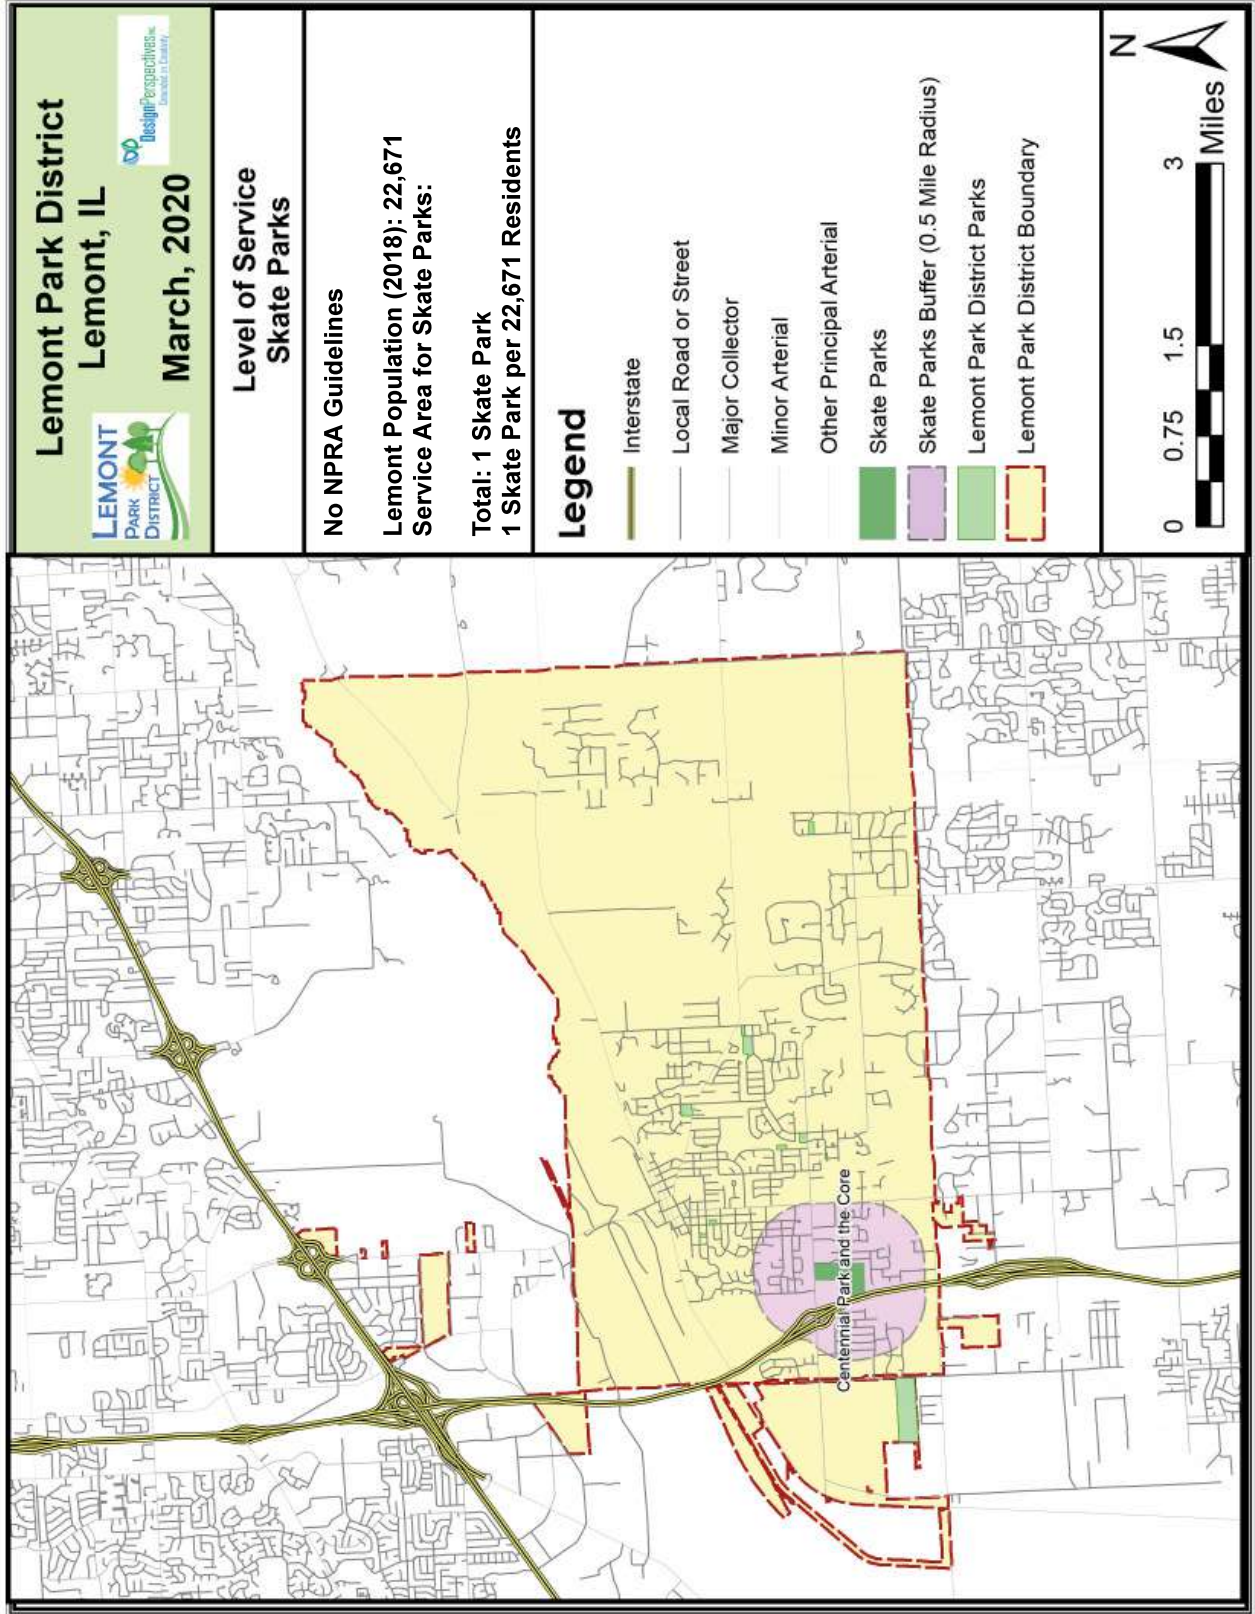 Lemont Park District
Lemont, IL
March, 2020
LEMONT
PARK
DISTRICT
DesignPerspectives INC.
Grounded in Creativity
Level of Service
Skate Parks
No NPRA Guidelines
Lemont Population (2018): 22,671
Service Area for Skate Parks:
Total: 1 Skate Park
1 Skate Park per 22,671 Residents
Legend
Interstate
Local Road or Street
Major Collector
Minor Arterial
Other Principal Arterial
Skate Parks
Skate Parks Buffer (0.5 Mile Radius)
Lemont Park District Parks
Lemont Park District Boundary
N
0 0.75 1.5 3
Miles
Centennial Park and the Core